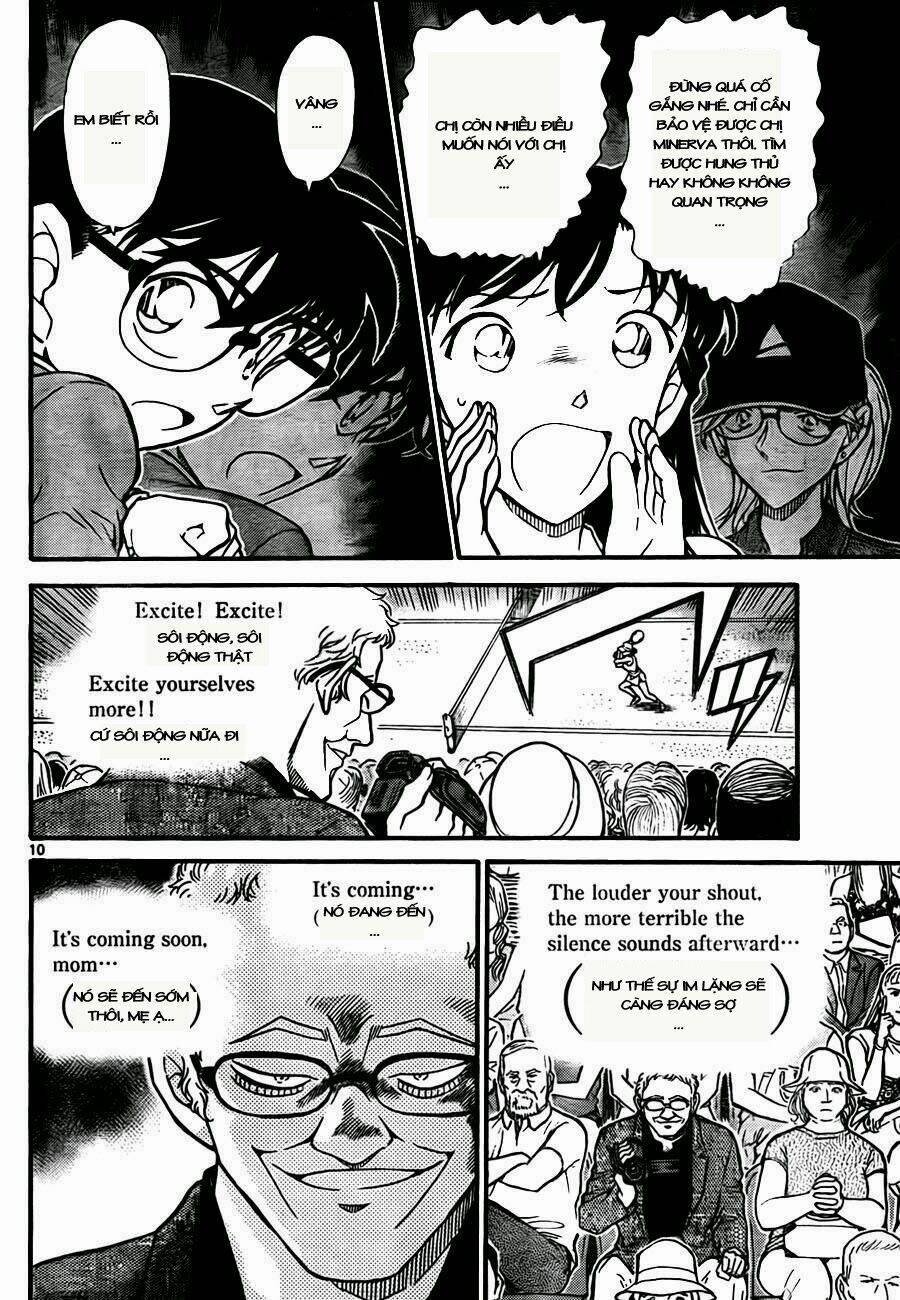 ĐỪNG QUÁ CỐ
GẮNG NHÉ. CHỈ CẦN
BẢO VỆ ĐƯỢC CHỊ
MINERVA THÔI. TÌM
ĐƯỢC HUNG THỦ
HAY KHÔNG KHÔNG
QUAN TRỌNG
...
CHỊ CÒN NHIỀU ĐIỀU
MUỐN NÓI VỚI CHỊ
ẤY
...
VÂNG
...
EM BIẾT RỒI
...
Excite! Excite!
SÔI ĐỘNG, SÔI
ĐỘNG THẬT
Excite yourselves
more!!
CỨ SÔI ĐỘNG NỮA ĐI
...
10
The louder your shout,
the more terrible the
silence sounds afterward…
(NHƯ THẾ SỰ IM LẶNG SẼ
CÀNG ĐÁNG SỢ
...)
It's coming…
(NÓ ĐANG ĐẾN)
...
It's coming soon,
mom…
(NÓ SẼ ĐẾN SỚM
THÔI, MẸ Ạ...)